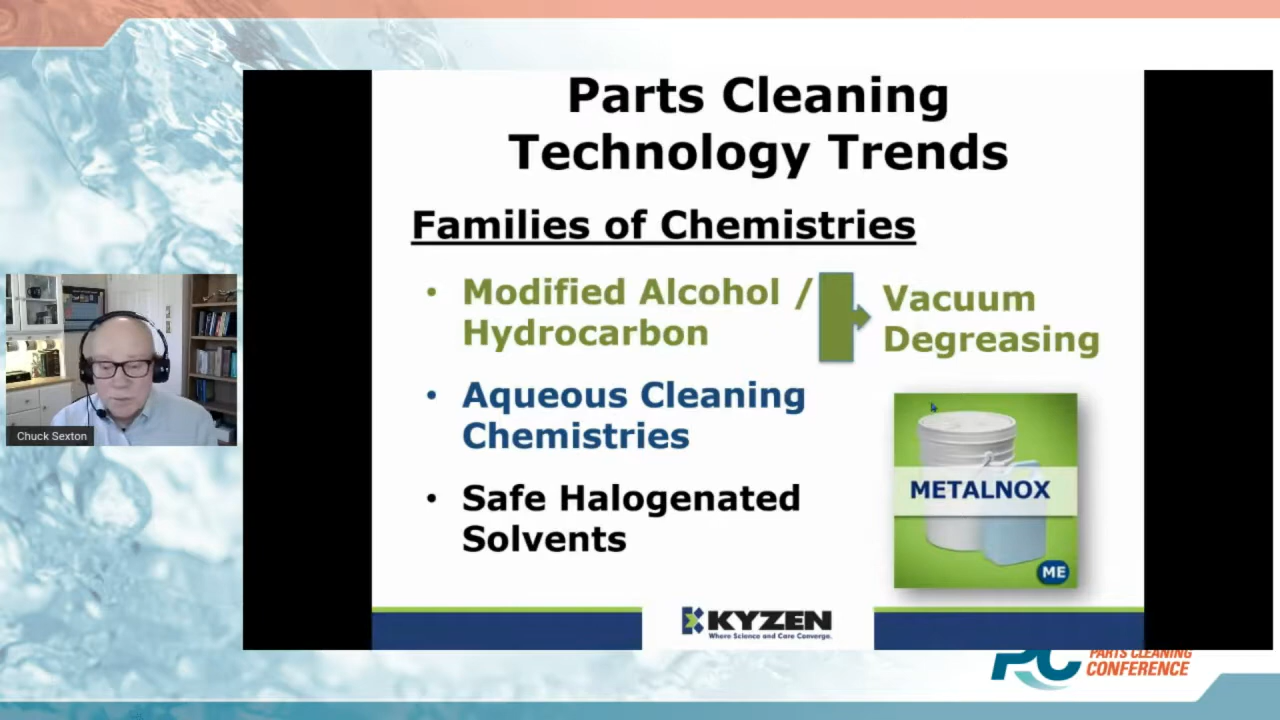 Parts Cleaning
Technology Trends
Families of Chemistries
• Modified Alcohol /
Hydrocarbon
Vacuum
Degreasing
• Aqueous Cleaning
Chemistries
• Safe Halogenated
Solvents
METALNOX
ME
KYZEN
Where Science and Care Converge.
Chuck Sexton
PC
PARTS CLEANING
CONFERENCE